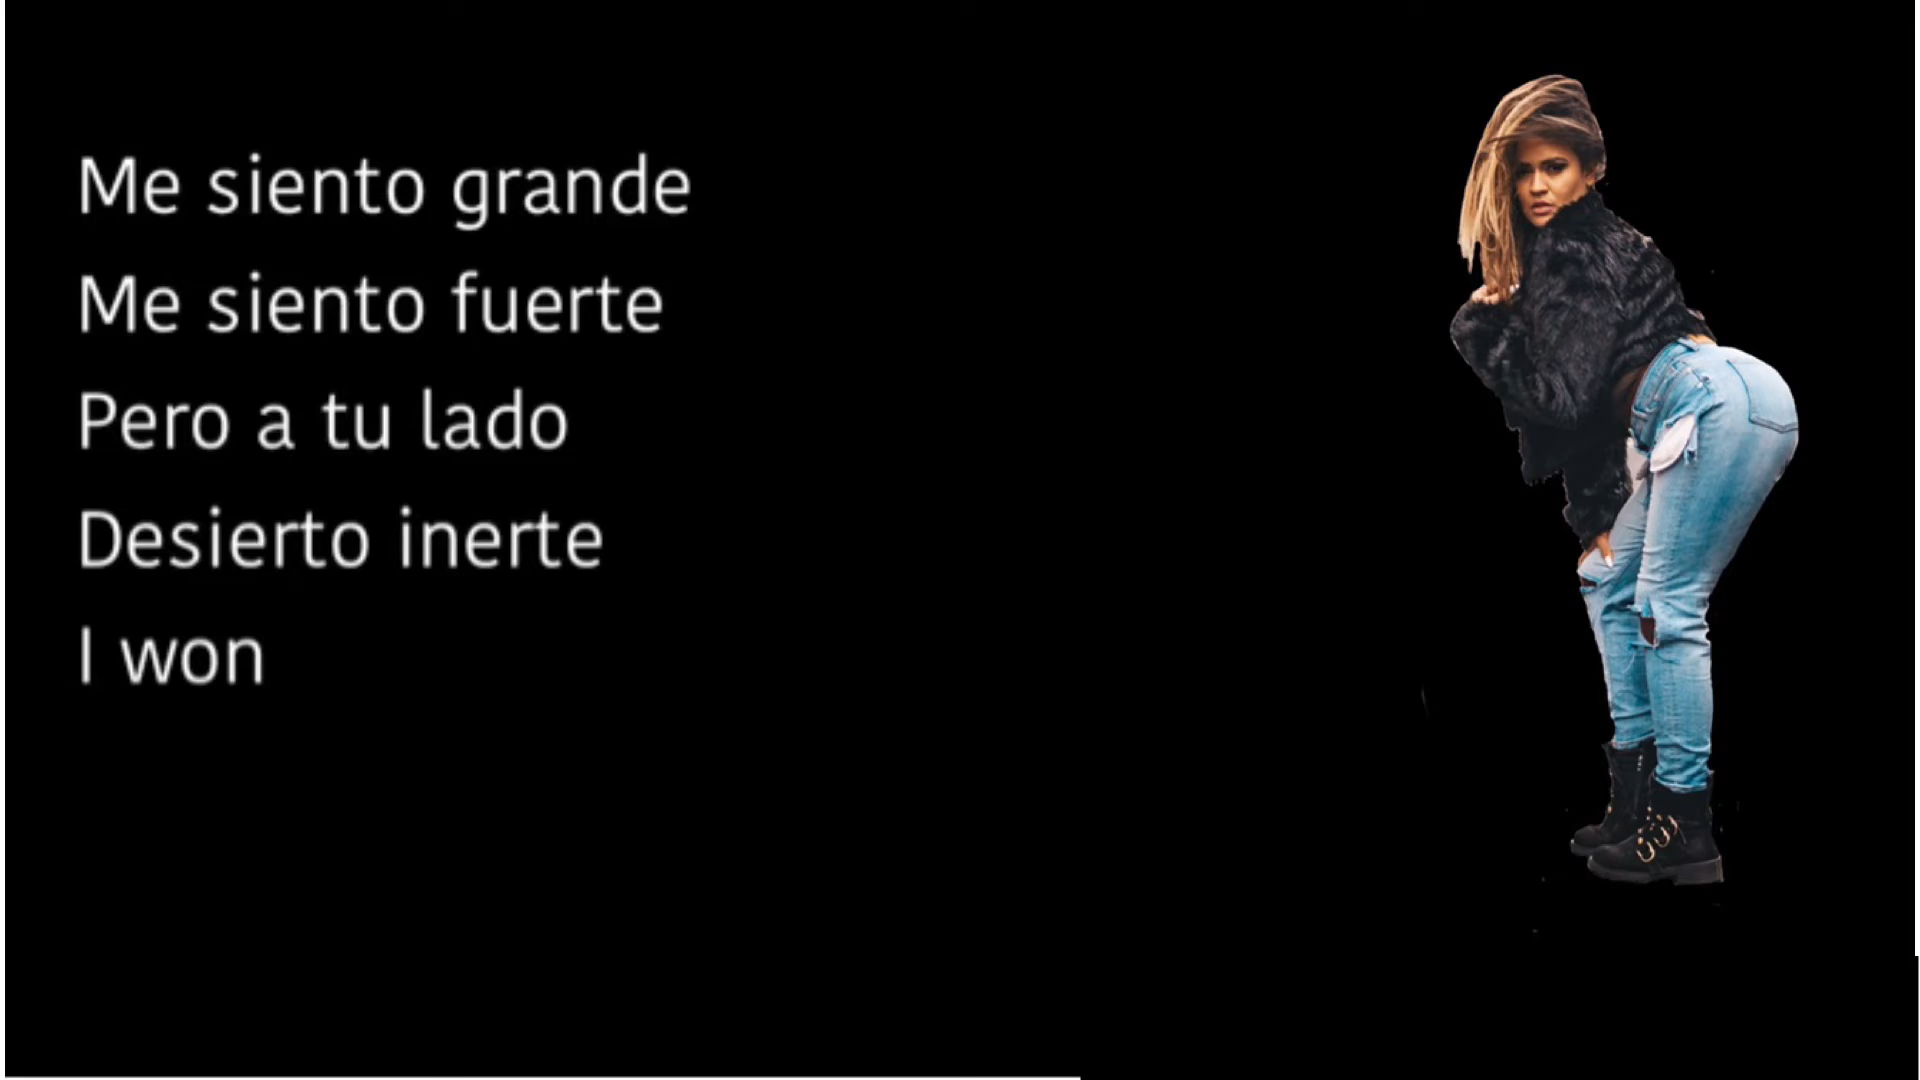 Me siento grande
Me siento fuerte
Pero a tu lado
Desierto inerte
I won